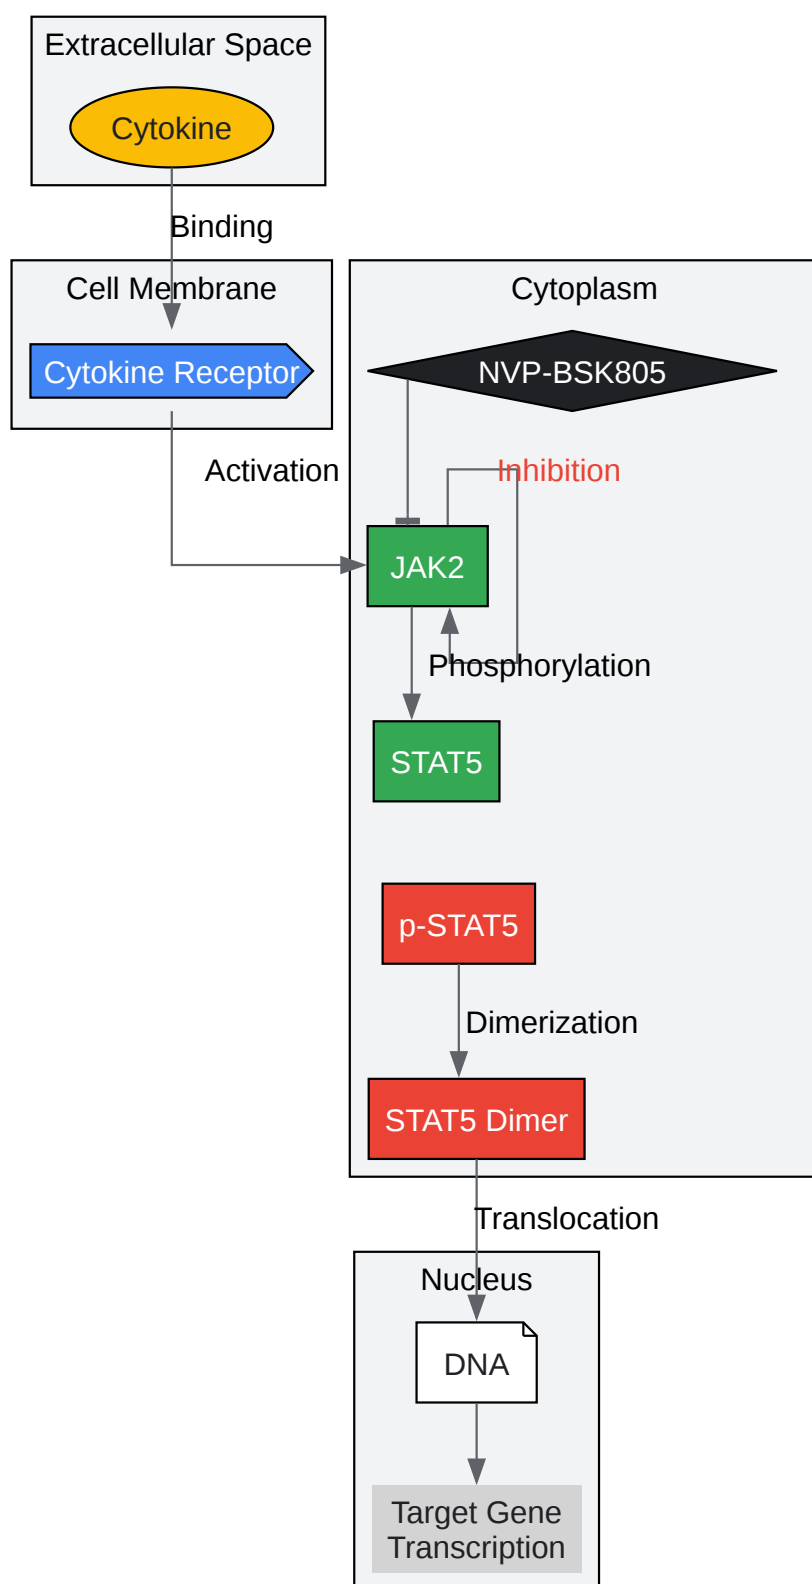 Extracellular Space
Cytokine
Binding
Cell Membrane
Cytoplasm
Cytokine Receptor
NVP-BSK805
Activation
Inhibition
JAK2
Phosphorylation
STAT5
p-STAT5
Dimerization
STAT5 Dimer
Translocation
Nucleus
DNA
Target Gene
Transcription